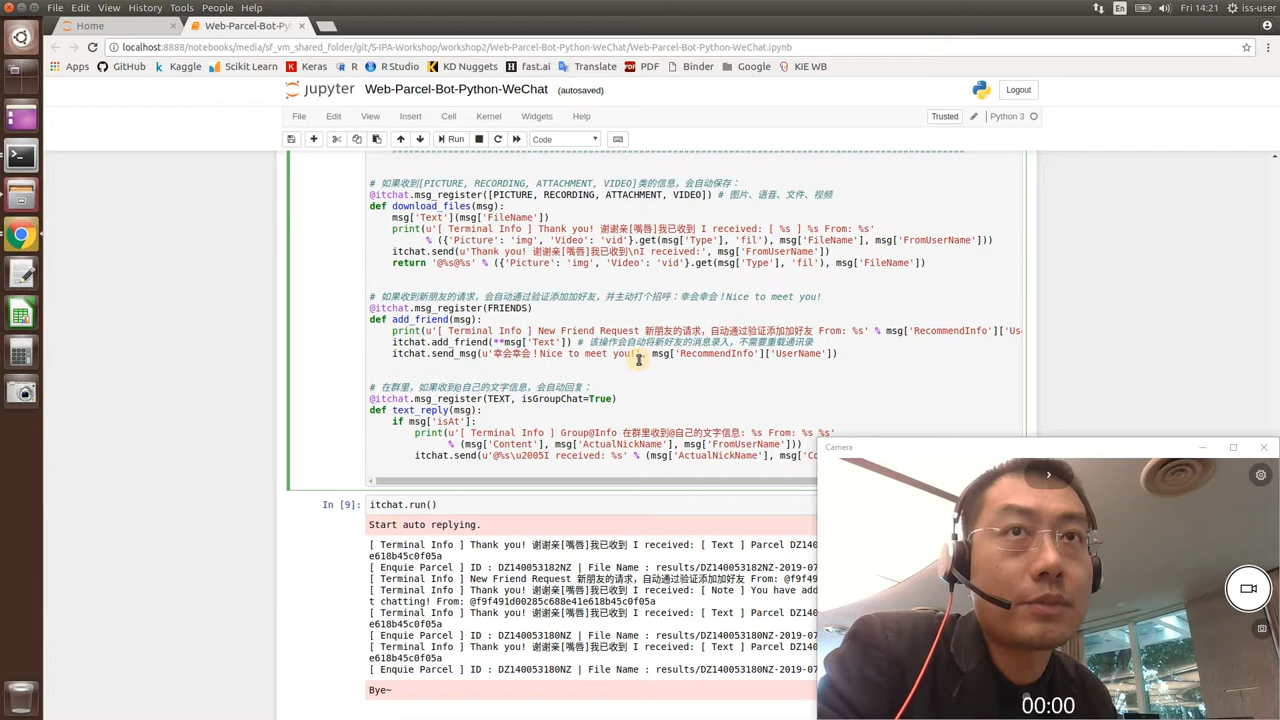 File Edit View History Tools People Help
En
Fri 14:21
iss-user
Home
Web-Parcel-Bot-Pyth
localhost:8888/notebooks/media/sf_vm_shared_folder/git/S-IPA-Workshop/workshop2/Web-Parcel-Bot-Python-WeChat/Web-Parcel-Bot-Python-WeChat.ipynb
Apps GitHub Kaggle Scikit Learn Keras R R Studio KD Nuggets fast.ai Translate PDF Binder Google KIE WB
jupyter Web-Parcel-Bot-Python-WeChat (autosaved)
Logout
File Edit View Insert Cell Kernel Widgets Help
Trusted
Python 3
Run
Code
# 如果收到[PICTURE, RECORDING, ATTACHMENT, VIDEO]类的信息，会自动保存：
@itchat.msg_register([PICTURE, RECORDING, ATTACHMENT, VIDEO]) # 图片、语音、文件、视频
def download_files(msg):
msg['Text'](msg['FileName'])
print(u'[ Terminal Info ] Thank you! 谢谢亲[嘴唇]我已收到 I received: [ %s ] %s From: %s'
% ({'Picture': 'img', 'Video': 'vid'}.get(msg['Type'], 'fil'), msg['FileName'], msg['FromUserName']))
itchat.send(u'Thank you! 谢谢亲[嘴唇]我已收到\nI received:', msg['FromUserName'])
return '@%s@%s' % ({'Picture': 'img', 'Video': 'vid'}.get(msg['Type'], 'fil'), msg['FileName'])
# 如果收到新朋友的请求，会自动通过验证添加加好友，并主动打个招呼：幸会幸会！Nice to meet you!
@itchat.msg_register(FRIENDS)
def add_friend(msg):
print(u'[ Terminal Info ] New Friend Request 新朋友的请求，自动通过验证添加加好友 From: %s' % msg['RecommendInfo']['Us
itchat.add_friend(**msg['Text']) # 该操作会自动将新好友的消息录入，不需要重载通讯录
itchat.send_msg(u'幸会幸会！Nice to meet you!', msg['RecommendInfo']['UserName'])
# 在群里，如果收到@自己的文字信息，会自动回复：
@itchat.msg_register(TEXT, isGroupChat=True)
def text_reply(msg):
if msg['isAt']:
print(u'[ Terminal Info ] Group@Info 在群里收到@自己的文字信息: %s From: %s %s'
% (msg['Content'], msg['ActualNickName'], msg['FromUserName']))
itchat.send(u'@%s\u2005I received: %s' % (msg['ActualNickName'], msg['Co
In [9]: itchat.run()
Start auto replying.
[ Terminal Info ] Thank you! 谢谢亲[嘴唇]我已收到 I received: [ Text ] Parcel DZ14
e618b45c0f05a
[ Enquie Parcel ] ID : DZ140053182NZ | File Name : results/DZ140053182NZ-2019-07
[ Terminal Info ] New Friend Request 新朋友的请求，自动通过验证添加加好友 From: @f9f49
[ Terminal Info ] Thank you! 谢谢亲[嘴唇]我已收到 I received: [ Note ] You have add
t chatting! From: @f9f491d00285c688e41e618b45c0f05a
[ Terminal Info ] Thank you! 谢谢亲[嘴唇]我已收到 I received: [ Text ] Parcel DZ14
e618b45c0f05a
[ Enquie Parcel ] ID : DZ140053180NZ | File Name : results/DZ140053180NZ-2019-07
[ Terminal Info ] Thank you! 谢谢亲[嘴唇]我已收到 I received: [ Text ] Parcel DZ14
e618b45c0f05a
[ Enquie Parcel ] ID : DZ140053180NZ | File Name : results/DZ140053180NZ-2019-07
Bye~
Camera
00:00